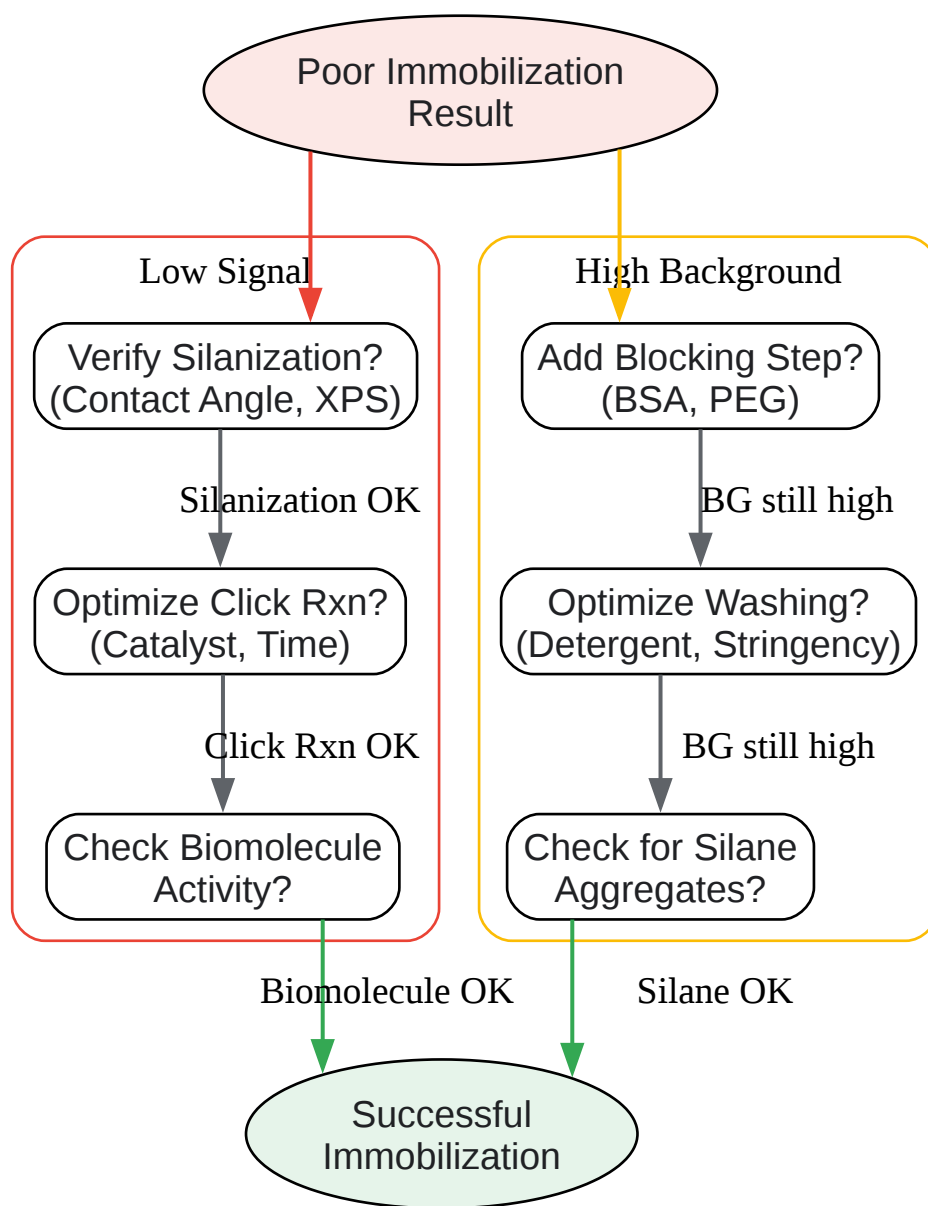 Poor Immobilization
Result
Low Signal
High Background
Verify Silanization?
(Contact Angle, XPS)
Add Blocking Step?
(BSA, PEG)
Silanization OK
BG still high
Optimize Click Rxn?
(Catalyst, Time)
Optimize Washing?
(Detergent, Stringency)
Click Rxn OK
BG still high
Check Biomolecule
Activity?
Check for Silane
Aggregates?
Biomolecule OK
Silane OK
Successful
Immobilization